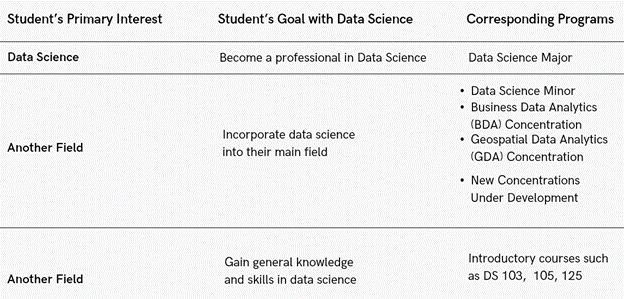 Student's Primary Interest Student's Goal with Data Science Corresponding Programs
Data Science Become a professional in Data Science Data Science Major
Another Field
Incorporate data science
into their main field
• Data Science Minor
• Business Data Analytics
(BDA) Concentration
• Geospatial Data Analytics
(GDA) Concentration
• New Concentrations
Under Development
Another Field
Gain general knowledge
and skills in data science
Introductory courses such
as DS 103, 105, 125